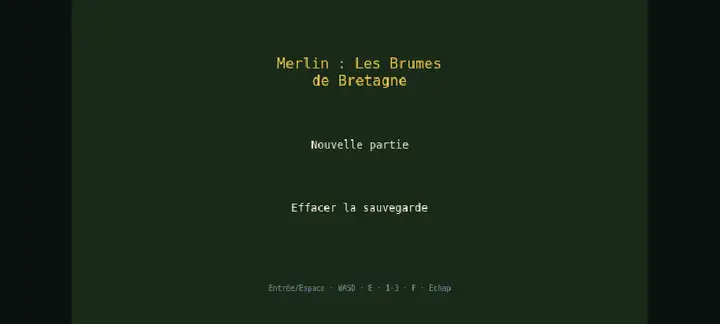 Merlin : Les Brumes
de Bretagne
Nouvelle partie
Effacer la sauvegarde
Entrée/Espace · WASD · E · 1-3 · F · Échap